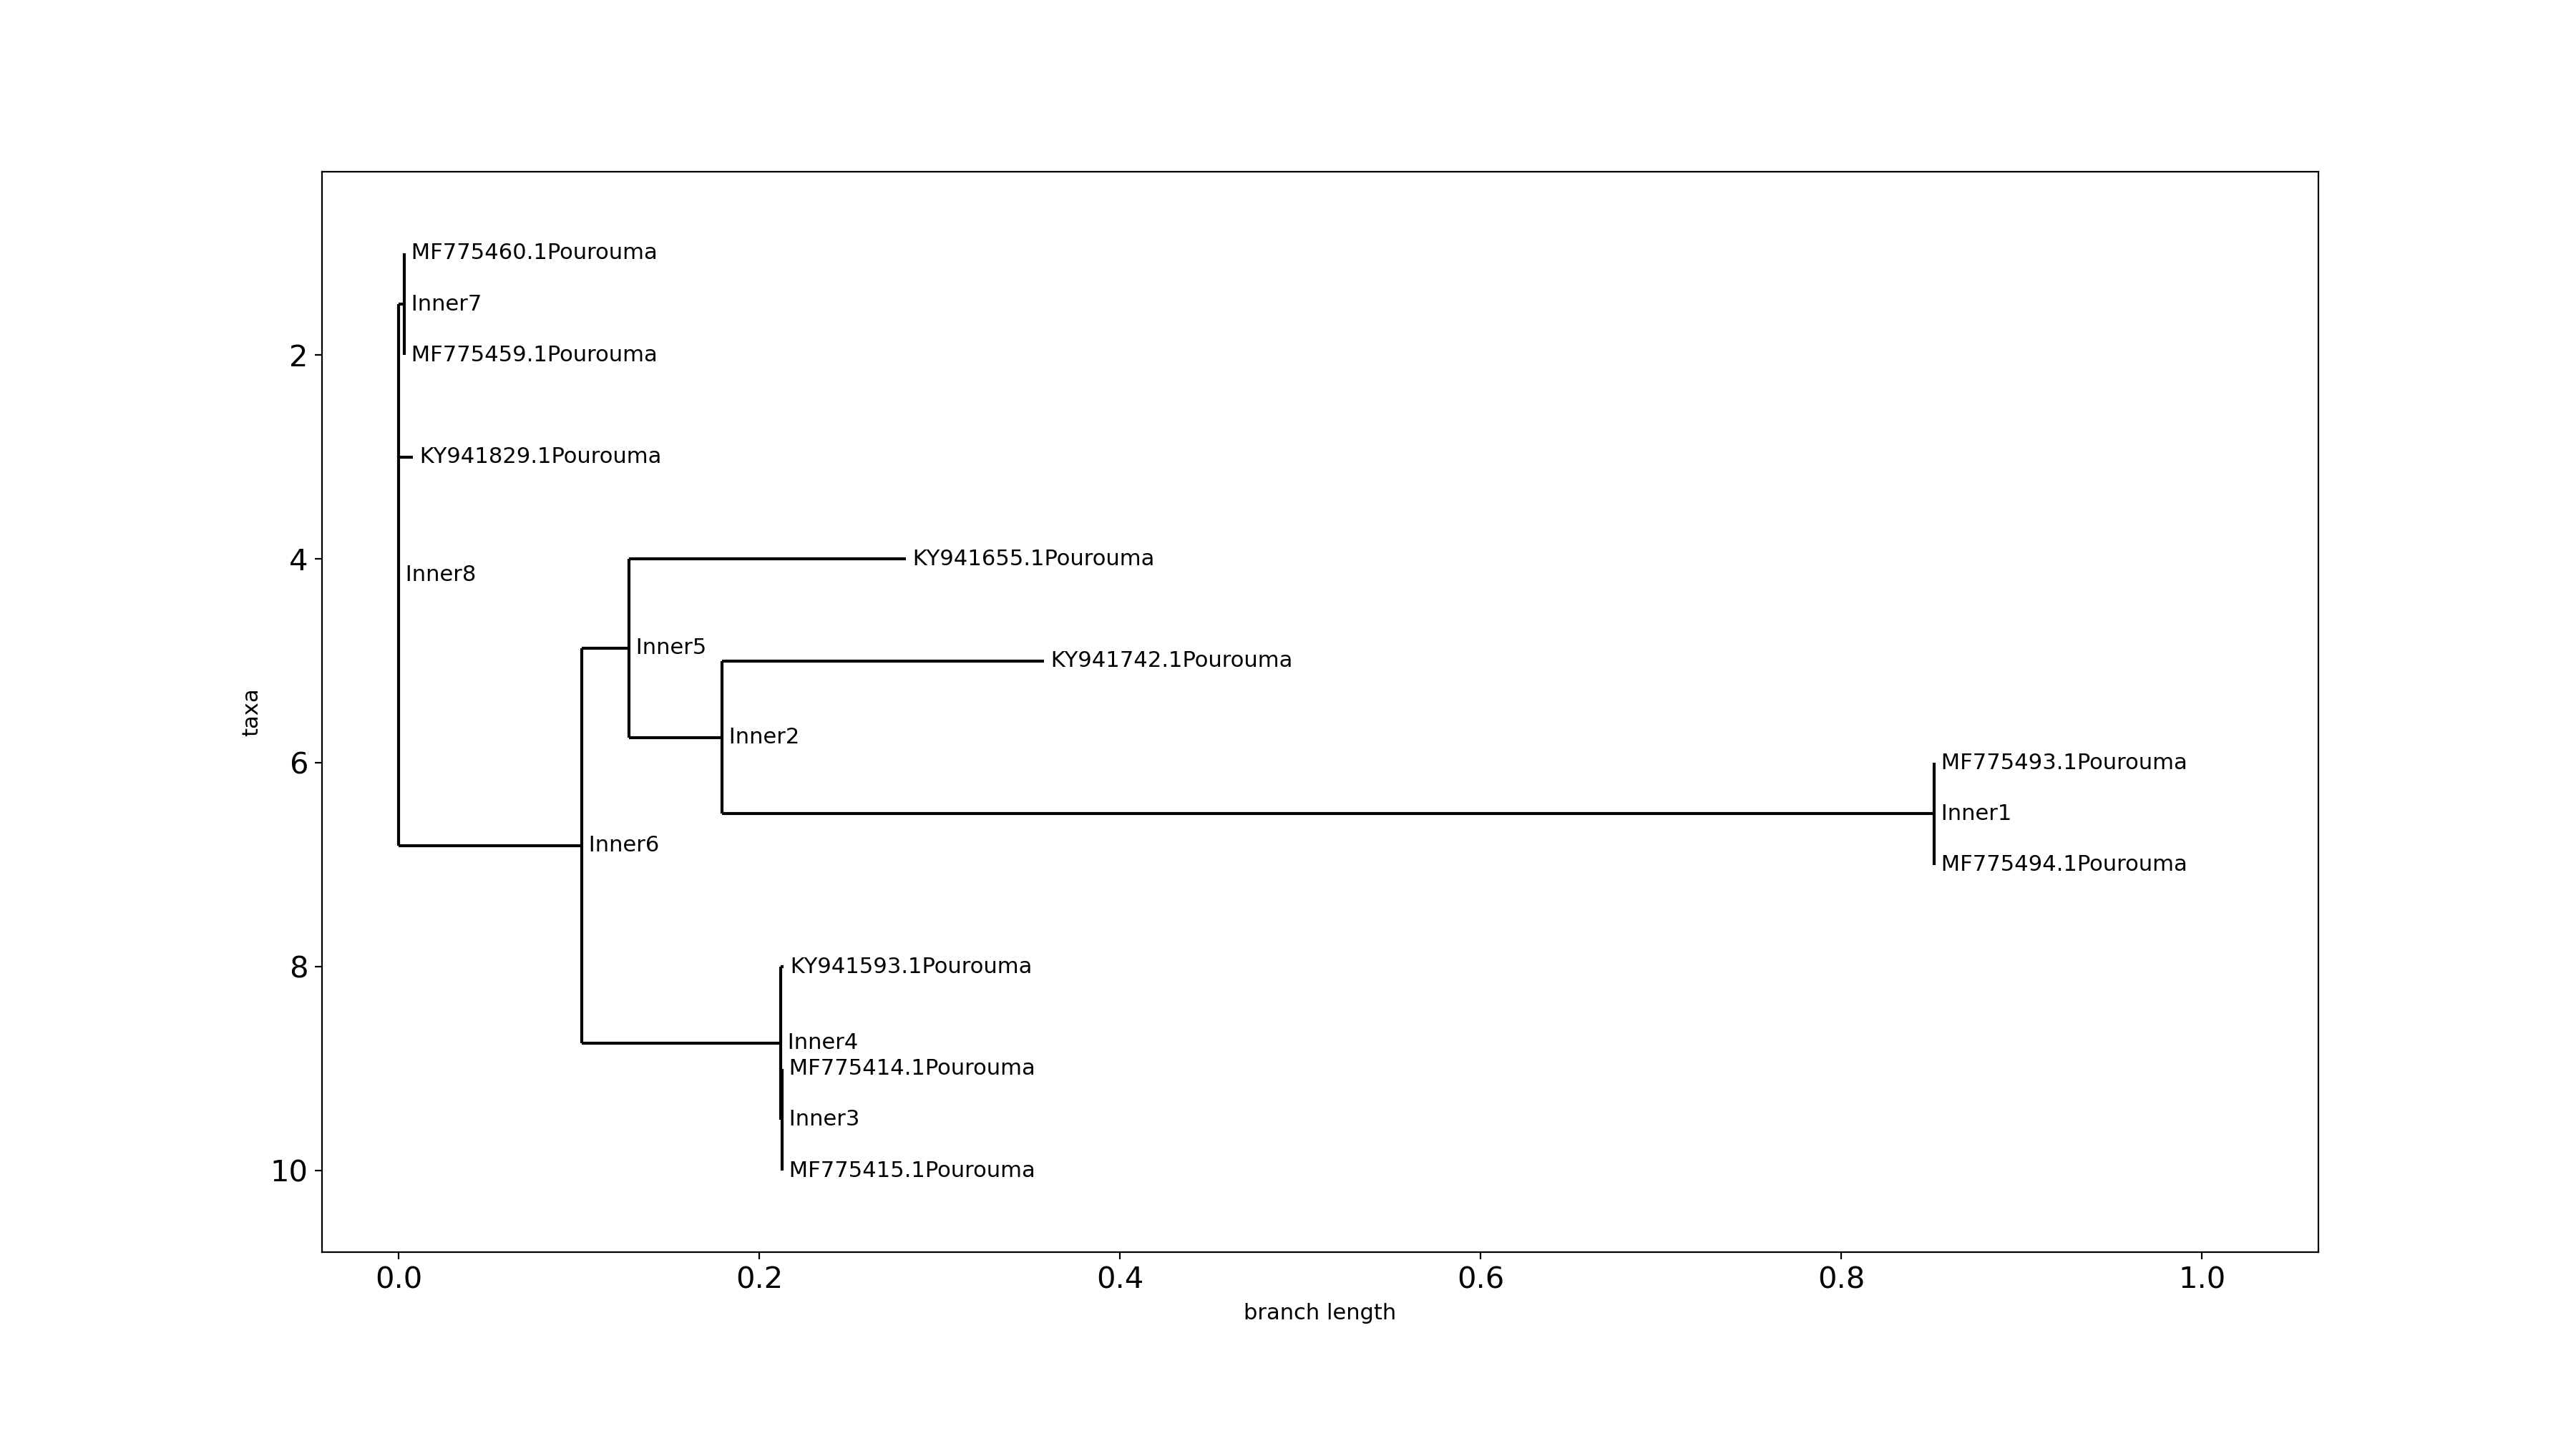 MF775460.1Pourouma
Inner7
2
MF775459.1Pourouma
KY941829.1Pourouma
4
KY941655.1Pourouma
Inner8
Inner5
KY941742.1Pourouma
taxa
Inner2
6
MF775493.1Pourouma
Inner1
Inner6
MF775494.1Pourouma
8
KY941593.1Pourouma
Inner4
MF775414.1Pourouma
Inner3
10
MF775415.1Pourouma
0.0 0.2 0.4 0.6 0.8 1.0
branch length